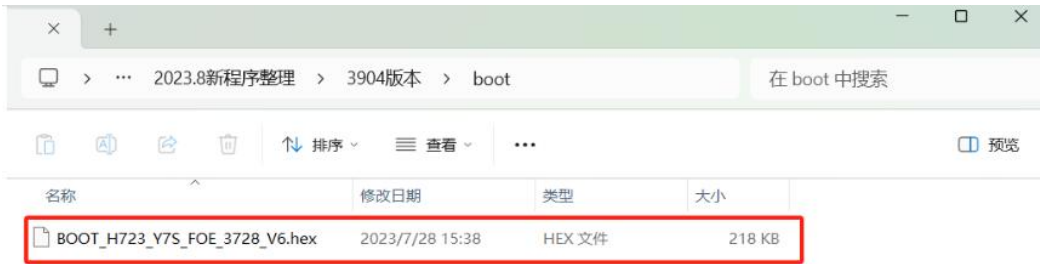 2023.8新程序整理 > 3904版本 > boot
在 boot 中搜索
排序
查看
预览
名称 修改日期 类型 大小
BOOT_H723_Y7S_FOE_3728_V6.hex 2023/7/28 15:38 HEX 文件 218 KB